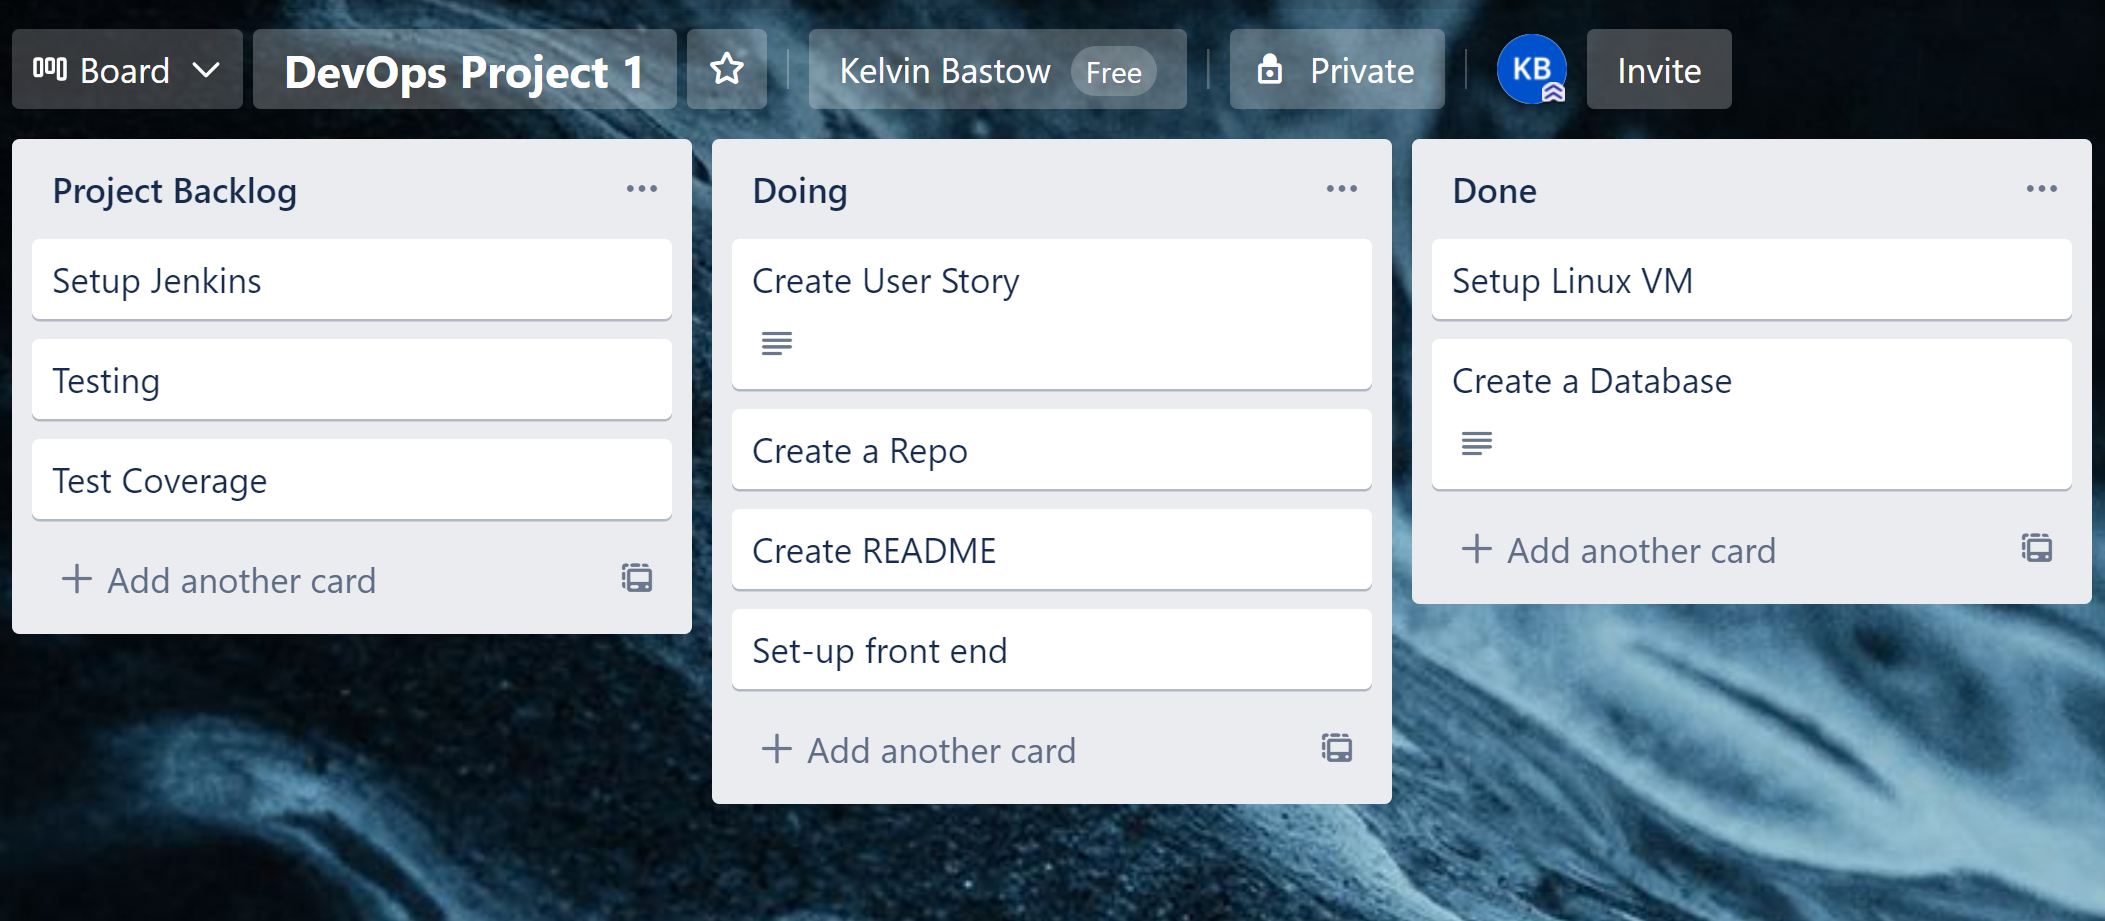 Board
DevOps Project 1
Kelvin Bastow Free
Private
KB
Invite
Project Backlog
Setup Jenkins
Testing
Test Coverage
Add another card
Doing
Create User Story
Create a Repo
Create README
Set-up front end
Add another card
Done
Setup Linux VM
Create a Database
Add another card